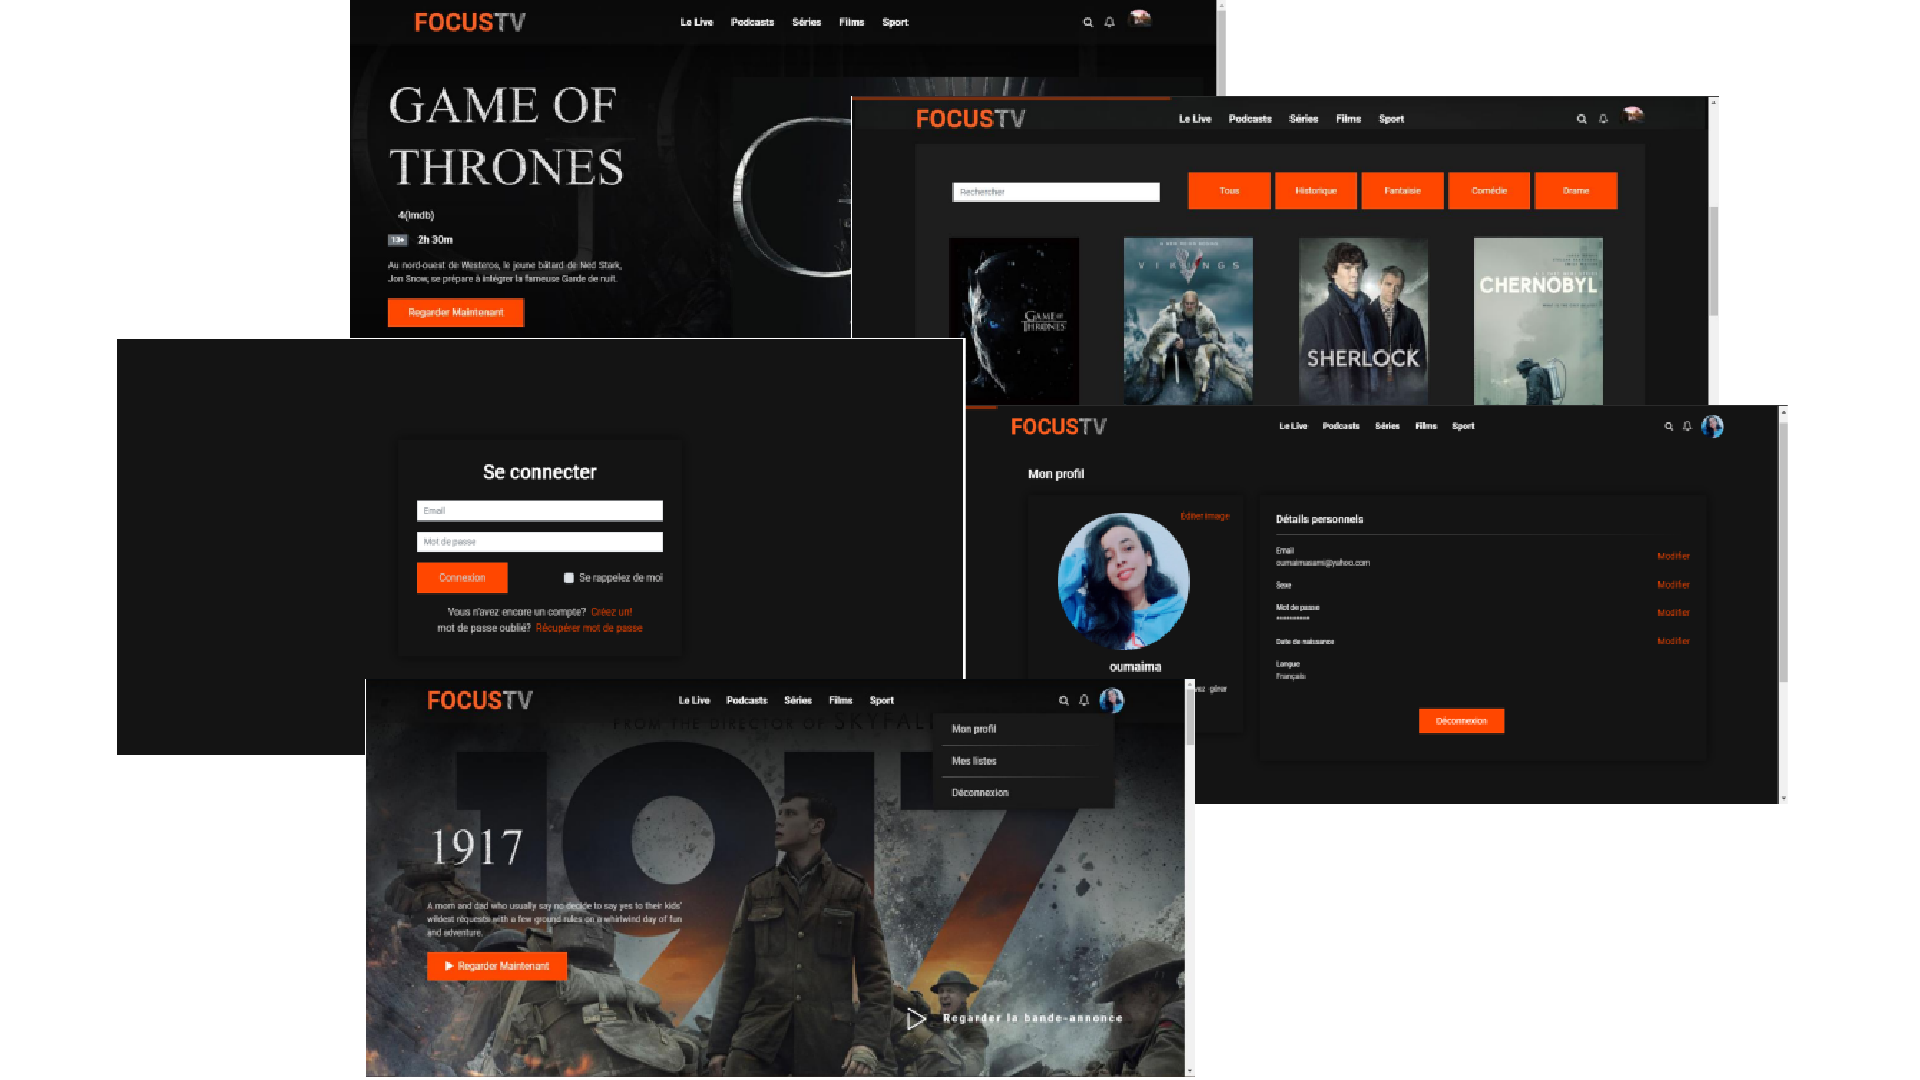 FOCUSTV
Le Live Podcasts Séries Films Sport
GAME OF
THRONES
4(Imdb)
13+ 2h 30m
Au nord-ouest de Westeros, le jeune bâtard de Ned Stark,
Jon Snow, se prépare à intégrer la fameuse Garde de nuit.
Regarder Maintenant
FOCUSTV
Le Live Podcasts Séries Films Sport
Rechercher
Tous Historique Fantaisie Comédie Drame
GAME OF
THRONES
VIKINGS
SHERLOCK
CHERNOBYL
Se connecter
Email
Mot de passe
Connexion
Se rappelez de moi
Vous n'avez encore un compte? Créez un!
mot de passe oublié? Récupérer mot de passe
FOCUSTV
Le Live Podcasts Séries Films Sport
Mon profil
Editer image
oumaima
vez gérer
Détails personnels
Email
oumaimasami@yahoo.com
Modifier
Sexe
Modifier
Mot de passe
**********
Modifier
Date de naissance
Modifier
Langue
Français
Déconnexion
FOCUSTV
Le Live Podcasts Séries Films Sport
Mon profil
Mes listes
Déconnexion
FROM THE DIRECTOR OF SKYFALL
1917
1917
A mom and dad who usually say no decide to say yes to their kids'
wildest requests with a few ground rules on a whirlwind day of fun
and adventure.
Regarder Maintenant
Regarder la bande-annonce